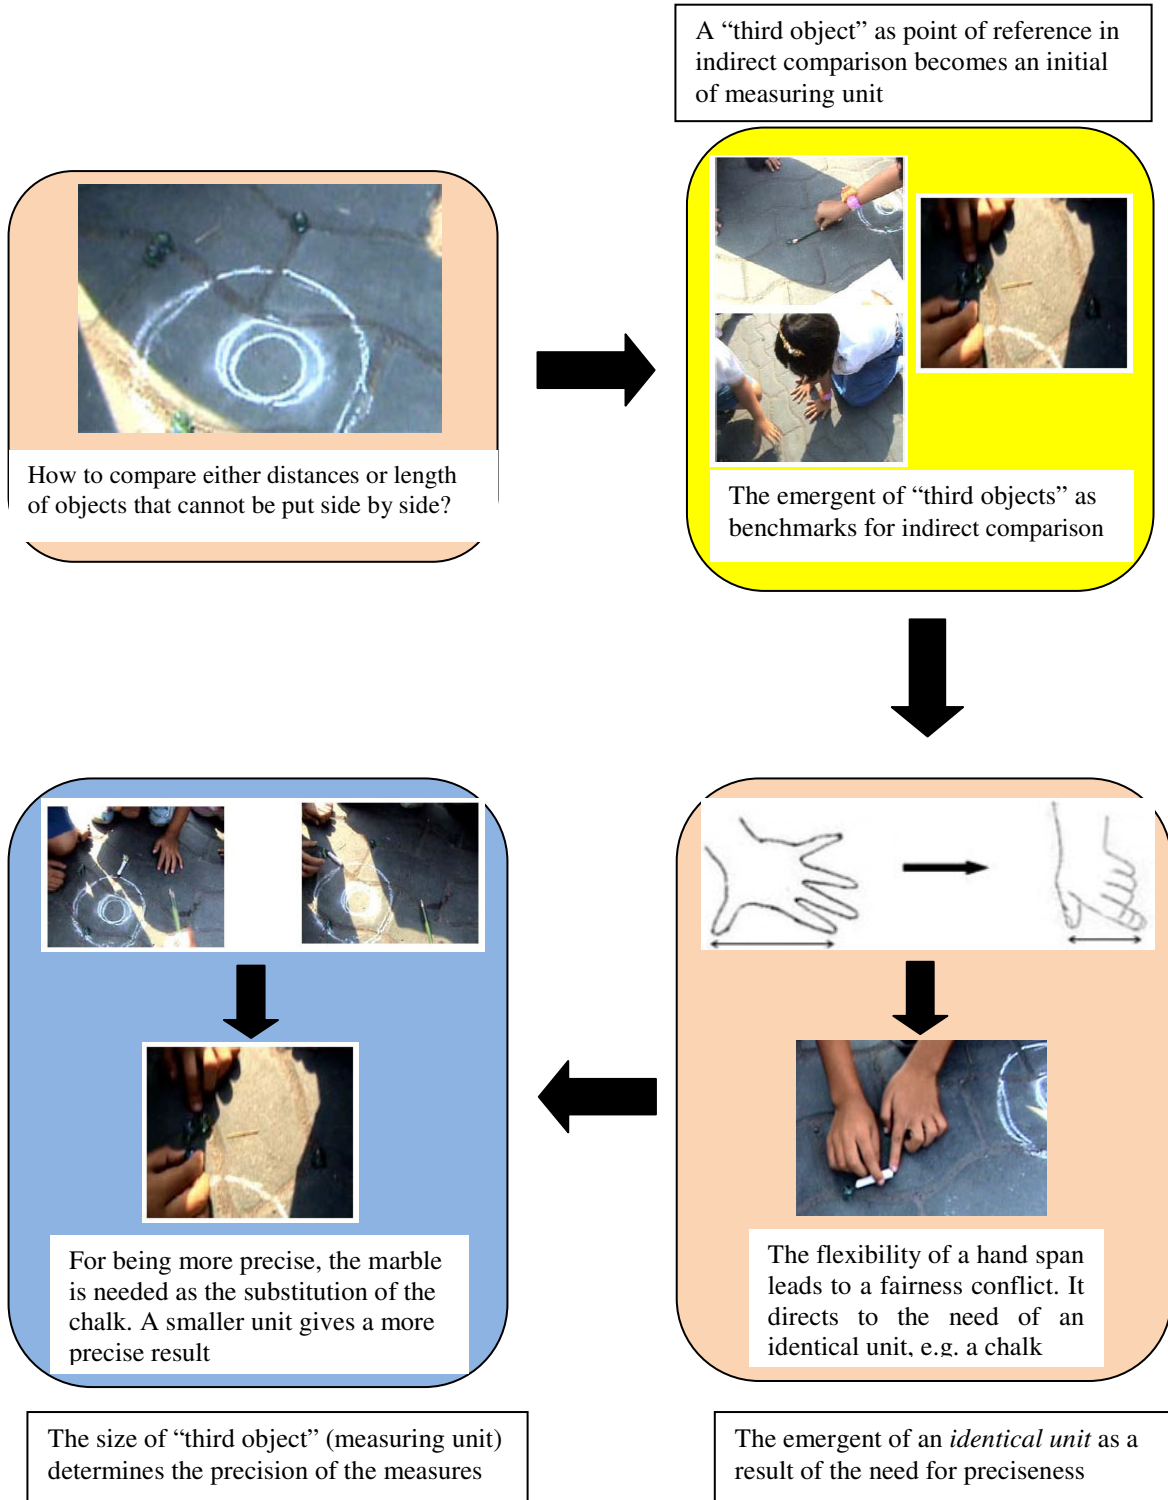 A “third object” as point of reference in
indirect comparison becomes an initial
of measuring unit
How to compare either distances or length
of objects that cannot be put side by side?
The emergent of “third objects” as
benchmarks for indirect comparison
The flexibility of a hand span
leads to a fairness conflict. It
directs to the need of an
identical unit, e.g. a chalk
The emergent of an identical unit as a
result of the need for preciseness
For being more precise, the marble
is needed as the substitution of the
chalk. A smaller unit gives a more
precise result
The size of “third object” (measuring unit)
determines the precision of the measures